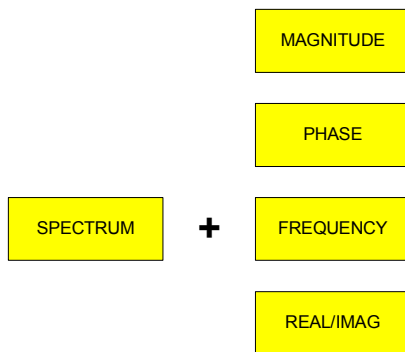 MAGNITUDE
PHASE
SPECTRUM + FREQUENCY
REAL/IMAG